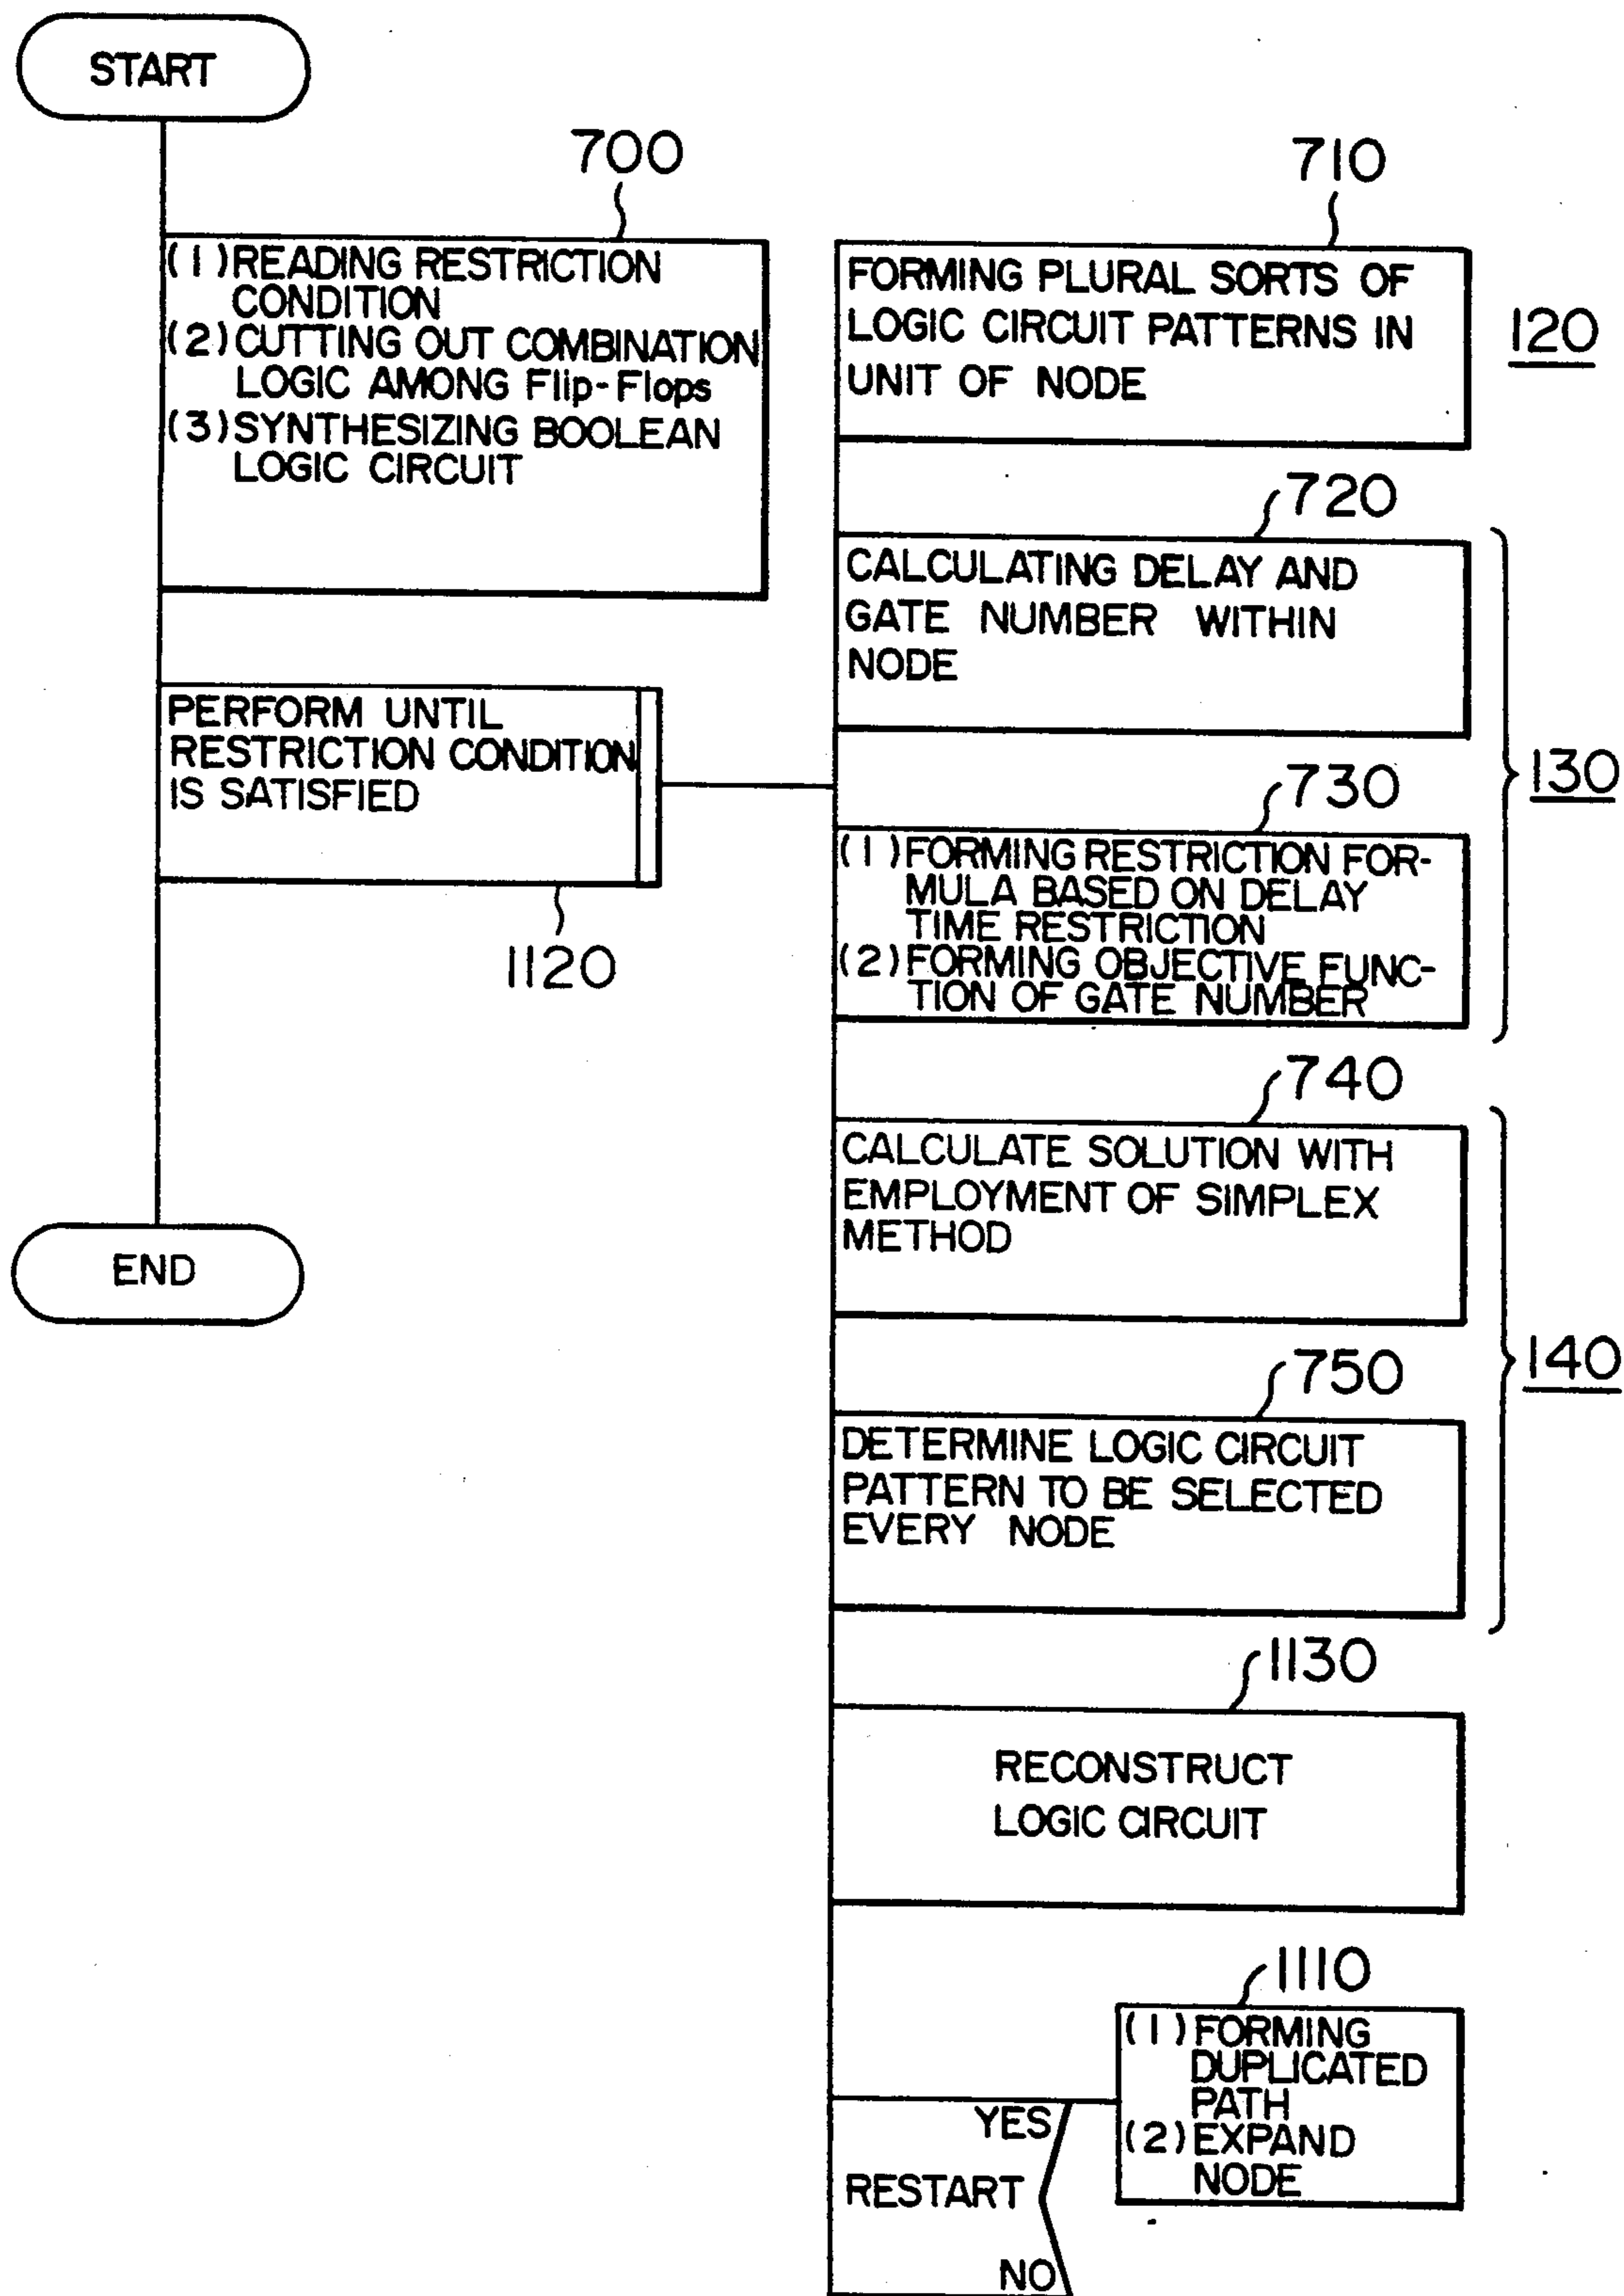 START
700
(1) READING RESTRICTION
CONDITION
(2) CUTTING OUT COMBINATION
LOGIC AMONG Flip-Flops
(3) SYNTHESIZING BOOLEAN
LOGIC CIRCUIT
PERFORM UNTIL
RESTRICTION CONDITION
IS SATISFIED
1120
END
710
FORMING PLURAL SORTS OF
LOGIC CIRCUIT PATTERNS IN
UNIT OF NODE
120
720
CALCULATING DELAY AND
GATE NUMBER WITHIN
NODE
730
(1) FORMING RESTRICTION FOR-
MULA BASED ON DELAY
TIME RESTRICTION
(2) FORMING OBJECTIVE FUNC-
TION OF GATE NUMBER
130
740
CALCULATE SOLUTION WITH
EMPLOYMENT OF SIMPLEX
METHOD
750
DETERMINE LOGIC CIRCUIT
PATTERN TO BE SELECTED
EVERY NODE
140
1130
RECONSTRUCT
LOGIC CIRCUIT
1110
(1) FORMING
DUPLICATED
PATH
(2) EXPAND
NODE
YES
RESTART
NO